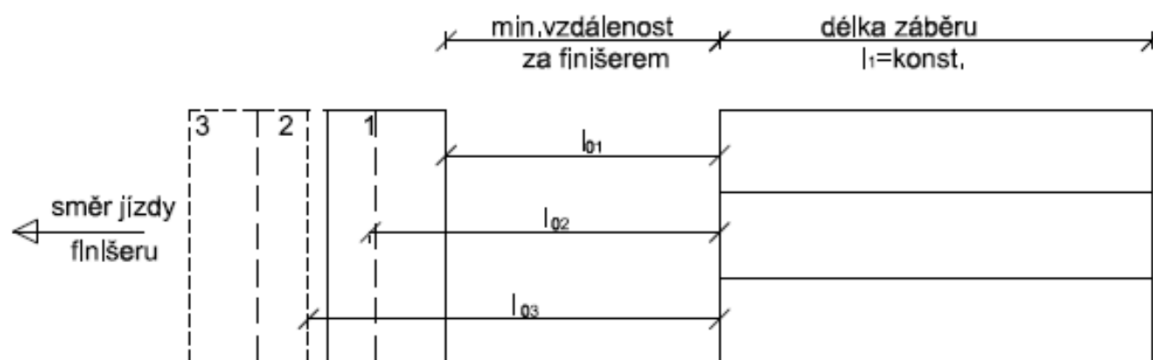 min.vzdálenost
za finišerem
délka záběru
l₁=konst.
3
2
1
l₀₁
směr jízdy
finišeru
l₀₂
l₀₃